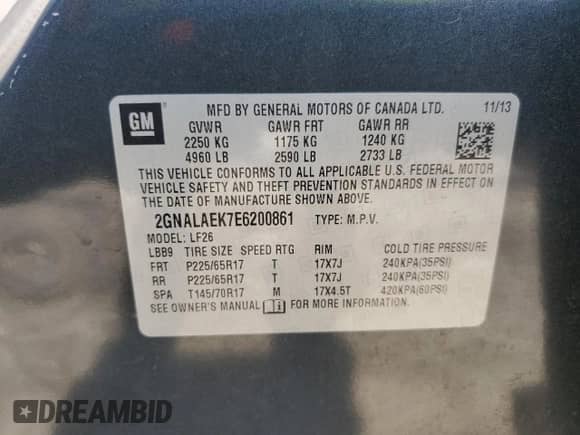 GM
MFD BY GENERAL MOTORS OF CANADA LTD. 11/13
GVWR GAWR FRT GAWR RR
2250 KG 1175 KG 1240 KG
4960 LB 2590 LB 2733 LB
THIS VEHICLE CONFORMS TO ALL APPLICABLE U.S. FEDERAL MOTOR
VEHICLE SAFETY AND THEFT PREVENTION STANDARDS IN EFFECT ON
THE DATE OF MANUFACTURE SHOWN ABOVE.
2GNALAEK7E6200861 TYPE: M.P.V.
MODEL: LF26
LBB9 TIRE SIZE SPEED RTG RIM COLD TIRE PRESSURE
FRT P225/65R17 T 17X7J 240KPA(35PSI)
RR P225/65R17 T 17X7J 240KPA(35PSI)
SPA T145/70R17 M 17X4.5T 420KPA(60PSI)
SEE OWNER'S MANUAL FOR MORE INFORMATION.
DREAMBID